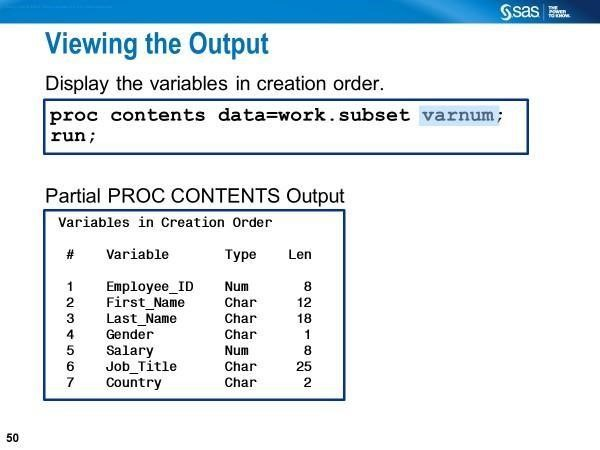 sas THE POWER TO KNOW.
Viewing the Output
Display the variables in creation order.
proc contents data=work.subset varnum;
run;
Partial PROC CONTENTS Output
Variables in Creation Order
# Variable Type Len
1 Employee_ID Num 8
2 First_Name Char 12
3 Last_Name Char 18
4 Gender Char 1
5 Salary Num 8
6 Job_Title Char 25
7 Country Char 2
50